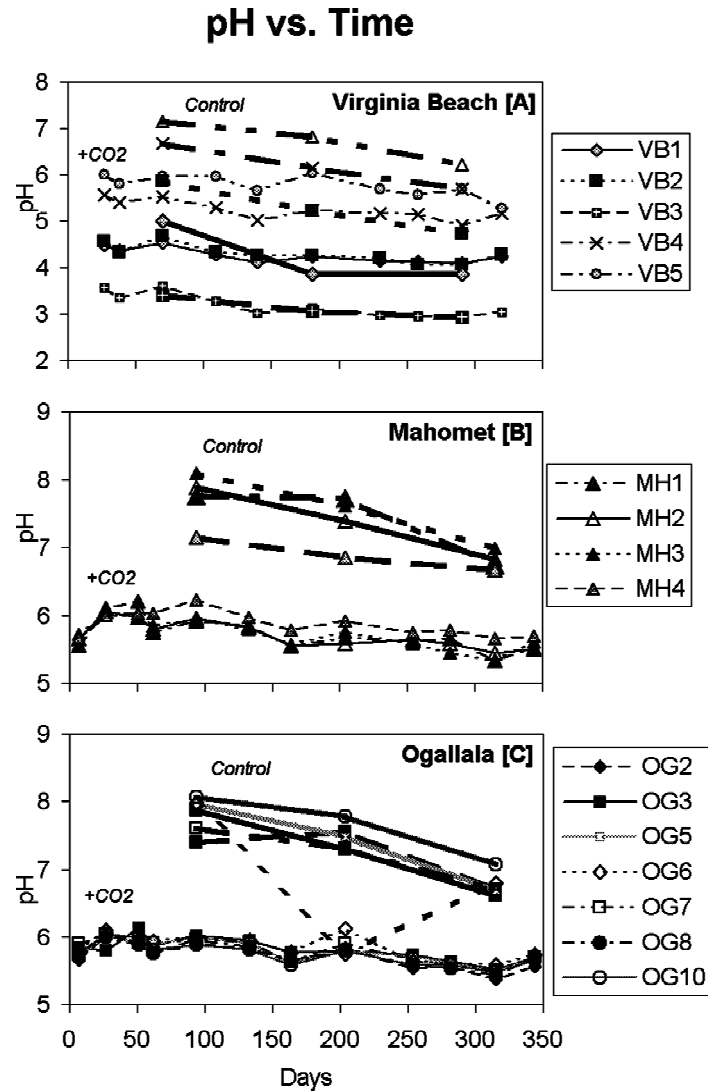 pH vs. Time
8
7
6
5
4
3
2
pH
Control
+CO2
Virginia Beach [A]
VB1
VB2
VB3
VB4
VB5
9
8
7
6
5
pH
Control
+CO2
Mahomet [B]
MH1
MH2
MH3
MH4
9
8
7
6
5
pH
Control
+CO2
Ogallala [C]
OG2
OG3
OG5
OG6
OG7
OG8
OG10
0 50 100 150 200 250 300 350
Days